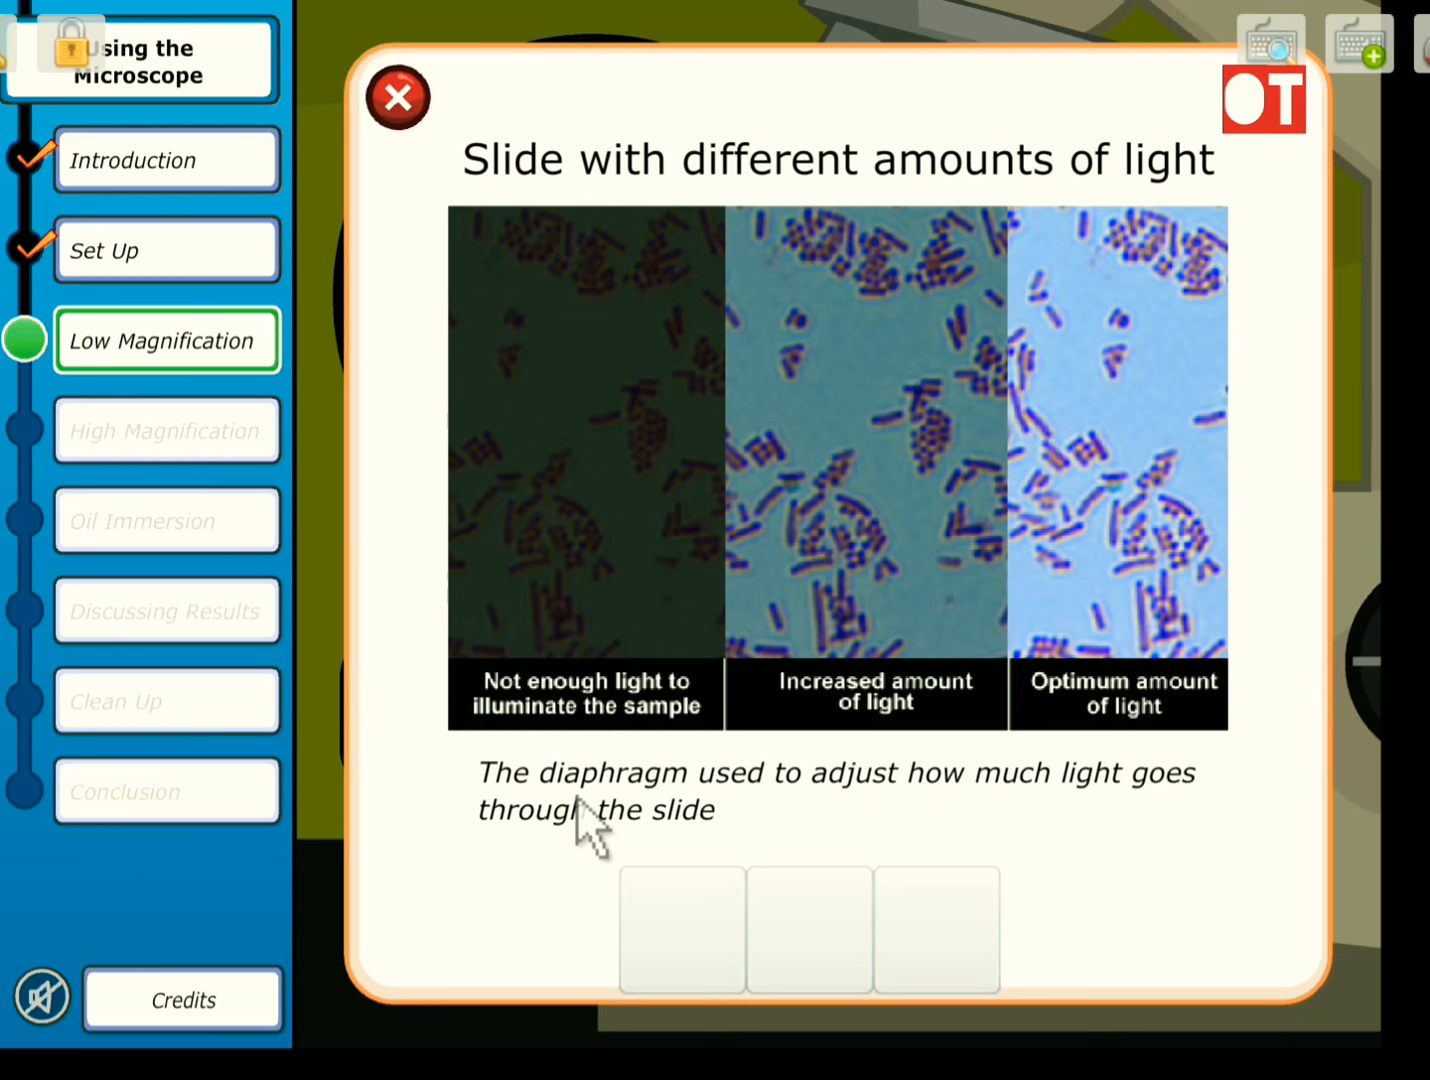 Using the
Microscope
Introduction
Set Up
Low Magnification
High Magnification
Oil Immersion
Discussing Results
Clean Up
Conclusion
Credits
OT
Slide with different amounts of light
Not enough light to
illuminate the sample
Increased amount
of light
Optimum amount
of light
The diaphragm used to adjust how much light goes
through the slide